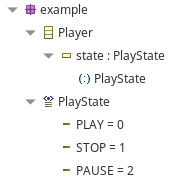 example
Player
state : PlayState
(:) PlayState
PlayState
PLAY = 0
STOP = 1
PAUSE = 2